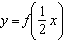 y = f(1/2 x)